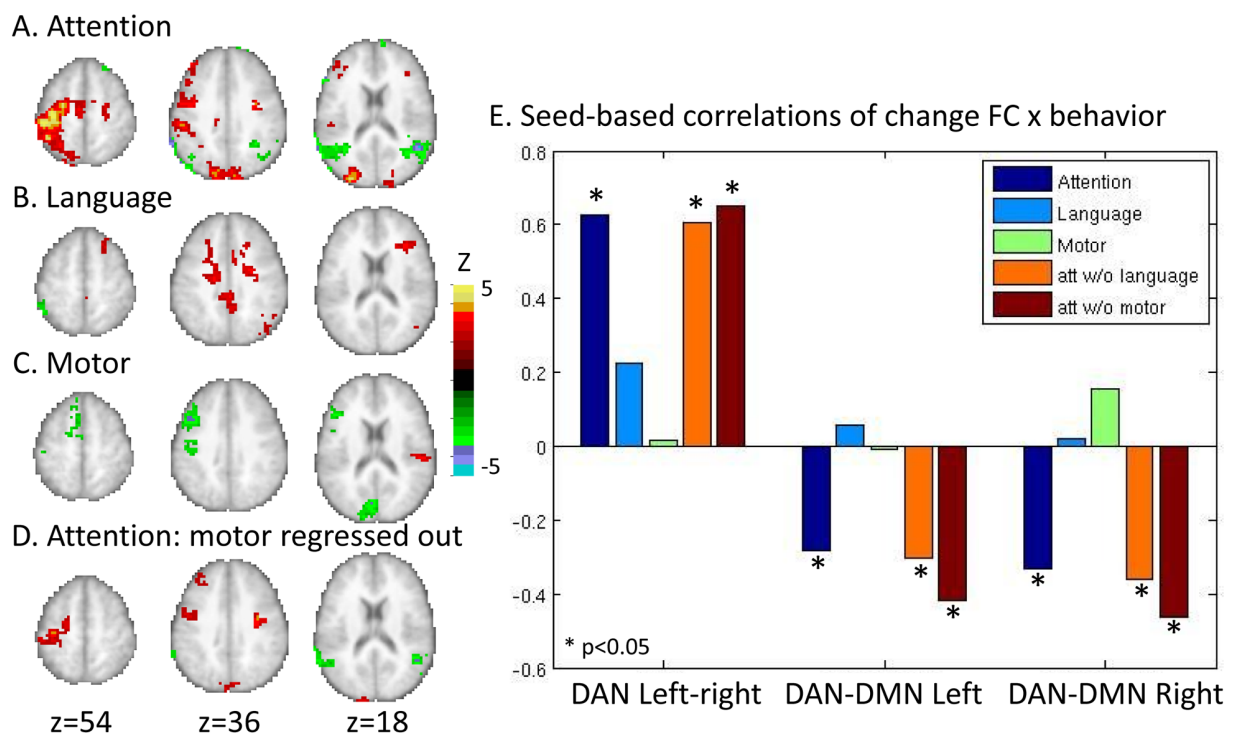 A. Attention
B. Language
C. Motor
D. Attention: motor regressed out
z=54 z=36 z=18
Z
5
-5
E. Seed-based correlations of change FC x behavior
0.8
0.6
0.4
0.2
0
-0.2
-0.4
-0.6
Attention
Language
Motor
att w/o language
att w/o motor
* * *
* * *
* * *
* p<0.05
DAN Left-right DAN-DMN Left DAN-DMN Right